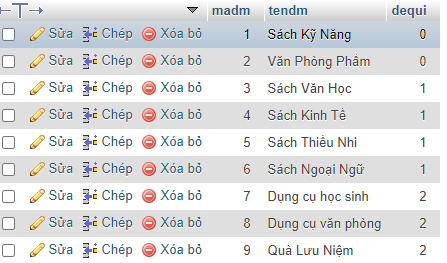 madm tendm dequi
Sửa Chép Xóa bỏ 1 Sách Kỹ Năng 0
Sửa Chép Xóa bỏ 2 Văn Phòng Phẩm 0
Sửa Chép Xóa bỏ 3 Sách Văn Học 1
Sửa Chép Xóa bỏ 4 Sách Kinh Tế 1
Sửa Chép Xóa bỏ 5 Sách Thiếu Nhi 1
Sửa Chép Xóa bỏ 6 Sách Ngoại Ngữ 1
Sửa Chép Xóa bỏ 7 Dụng cụ học sinh 2
Sửa Chép Xóa bỏ 8 Dụng cụ văn phòng 2
Sửa Chép Xóa bỏ 9 Quà Lưu Niệm 2